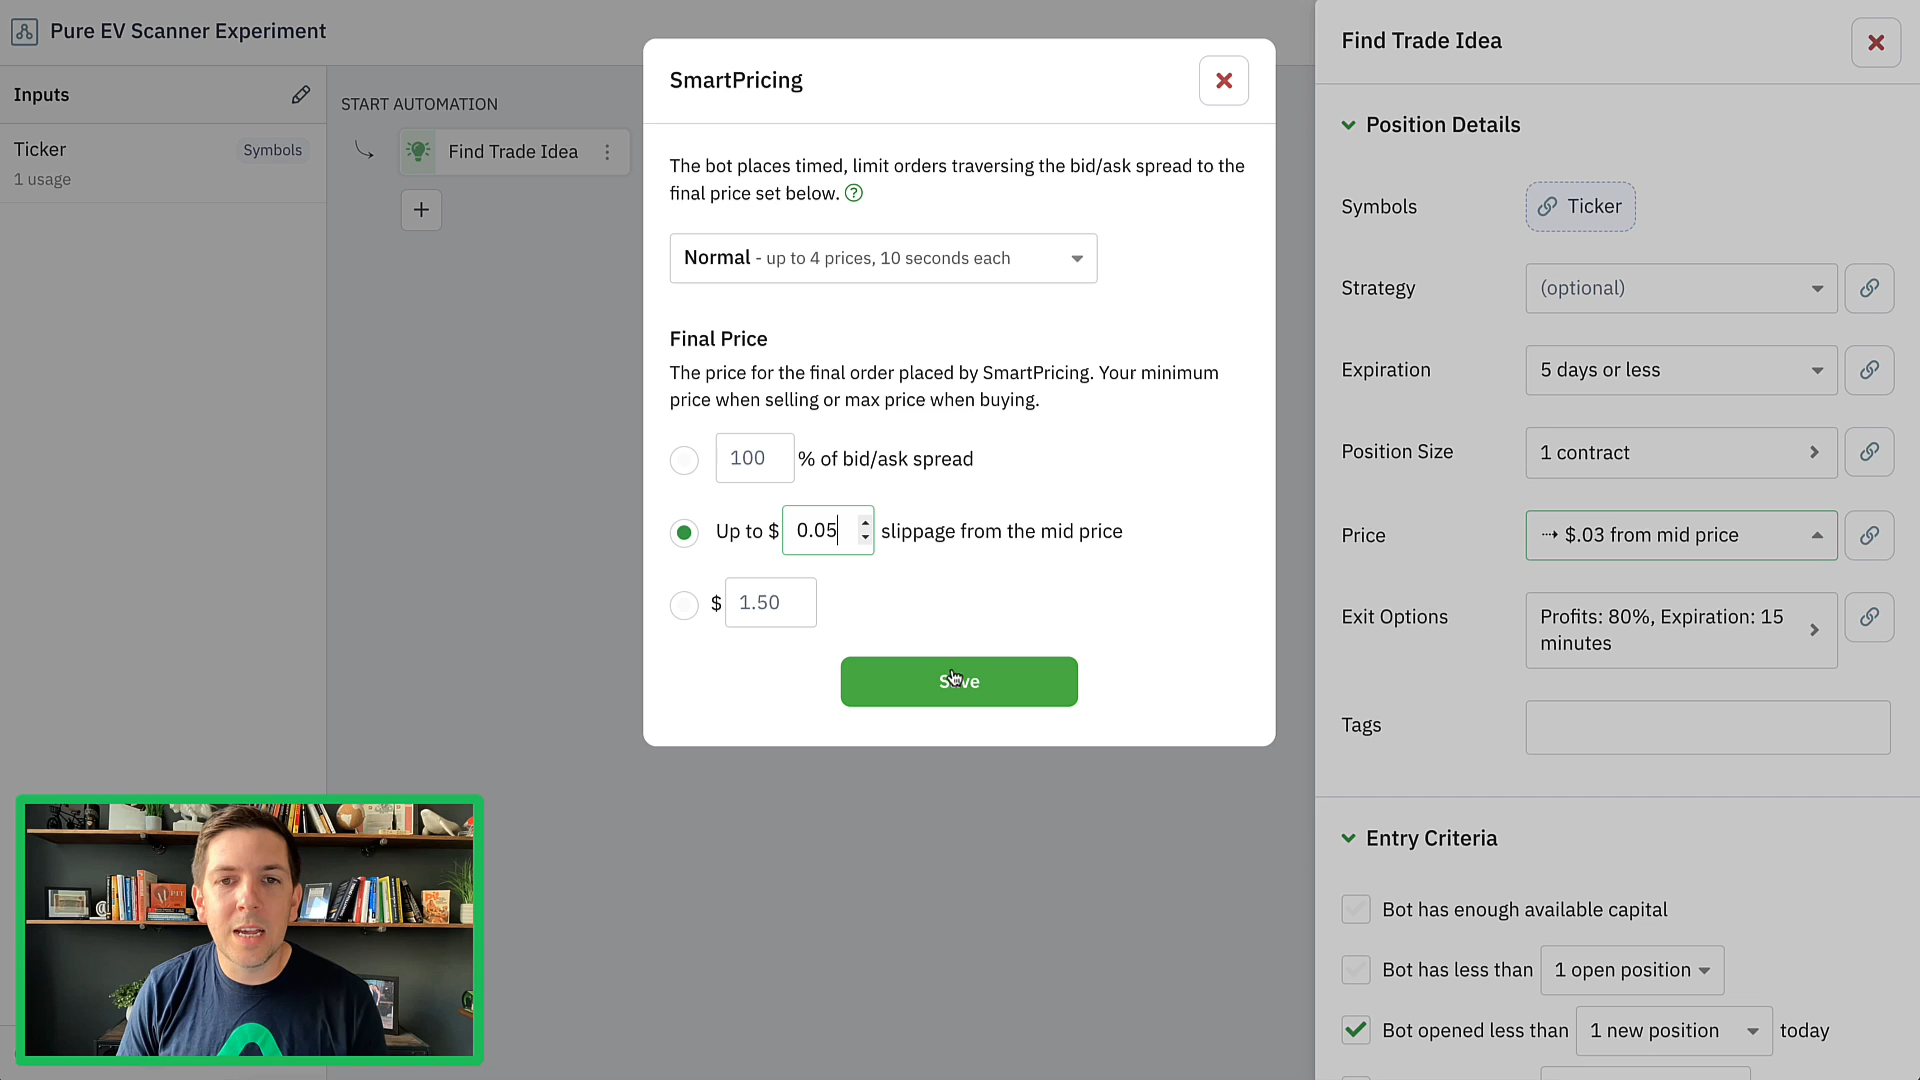 Pure EV Scanner Experiment
Inputs
Ticker
Symbols
1 usage
START AUTOMATION
Find Trade Idea
SmartPricing
The bot places timed, limit orders traversing the bid/ask spread to the
final price set below.
Normal - up to 4 prices, 10 seconds each
Final Price
The price for the final order placed by SmartPricing. Your minimum
price when selling or max price when buying.
100 % of bid/ask spread
Up to $ 0.05 slippage from the mid price
$ 1.50
Save
Find Trade Idea
Position Details
Symbols
Ticker
Strategy
(optional)
Expiration
5 days or less
Position Size
1 contract
Price
$.03 from mid price
Exit Options
Profits: 80%, Expiration: 15
minutes
Tags
Entry Criteria
Bot has enough available capital
Bot has less than 1 open position
Bot opened less than 1 new position today